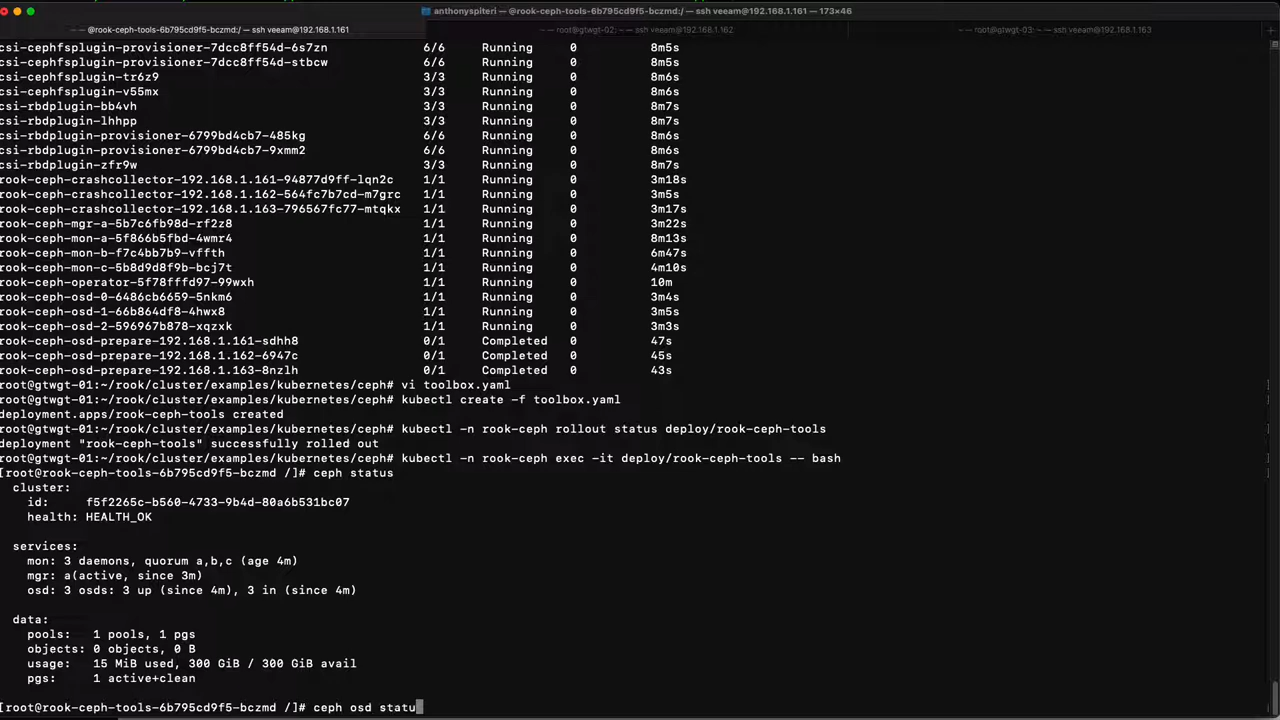 anthonyspiteri — @rook-ceph-tools-6b795cd9f5-bczmd:/ — ssh veeam@192.168.1.161 — 173×46
~ — @rook-ceph-tools-6b795cd9f5-bczmd:/ — ssh veeam@192.168.1.161
~ — root@gtwgt-02: ~ — ssh veeam@192.168.1.162
~ — root@gtwgt-03: ~ — ssh veeam@192.168.1.163
csi-cephfsplugin-provisioner-7dcc8ff54d-6s7zn 6/6 Running 0 8m5s
csi-cephfsplugin-provisioner-7dcc8ff54d-stbcw 6/6 Running 0 8m5s
csi-cephfsplugin-tr6z9 3/3 Running 0 8m6s
csi-cephfsplugin-v55mx 3/3 Running 0 8m6s
csi-rbdplugin-bb4vh 3/3 Running 0 8m7s
csi-rbdplugin-lhhpp 3/3 Running 0 8m7s
csi-rbdplugin-provisioner-6799bd4cb7-485kg 6/6 Running 0 8m6s
csi-rbdplugin-provisioner-6799bd4cb7-9xmm2 6/6 Running 0 8m6s
csi-rbdplugin-zfr9w 3/3 Running 0 8m7s
rook-ceph-crashcollector-192.168.1.161-94877d9ff-lqn2c 1/1 Running 0 3m18s
rook-ceph-crashcollector-192.168.1.162-564fc7b7cd-m7grc 1/1 Running 0 3m5s
rook-ceph-crashcollector-192.168.1.163-796567fc77-mtqkx 1/1 Running 0 3m17s
rook-ceph-mgr-a-5b7c6fb98d-rf2z8 1/1 Running 0 3m22s
rook-ceph-mon-a-5f866b5fbd-4wmr4 1/1 Running 0 8m13s
rook-ceph-mon-b-f7c4bb7b9-vffth 1/1 Running 0 6m47s
rook-ceph-mon-c-5b8d9d8f9b-bcj7t 1/1 Running 0 4m10s
rook-ceph-operator-5f78fffd97-99wxh 1/1 Running 0 10m
rook-ceph-osd-0-6486cb6659-5nkm6 1/1 Running 0 3m4s
rook-ceph-osd-1-66b864df8-4hwx8 1/1 Running 0 3m5s
rook-ceph-osd-2-596967b878-xqzxk 1/1 Running 0 3m3s
rook-ceph-osd-prepare-192.168.1.161-sdhh8 0/1 Completed 0 47s
rook-ceph-osd-prepare-192.168.1.162-6947c 0/1 Completed 0 45s
rook-ceph-osd-prepare-192.168.1.163-8nzlh 0/1 Completed 0 43s
root@gtwgt-01:~/rook/cluster/examples/kubernetes/ceph# vi toolbox.yaml
root@gtwgt-01:~/rook/cluster/examples/kubernetes/ceph# kubectl create -f toolbox.yaml
deployment.apps/rook-ceph-tools created
root@gtwgt-01:~/rook/cluster/examples/kubernetes/ceph# kubectl -n rook-ceph rollout status deploy/rook-ceph-tools
deployment "rook-ceph-tools" successfully rolled out
root@gtwgt-01:~/rook/cluster/examples/kubernetes/ceph# kubectl -n rook-ceph exec -it deploy/rook-ceph-tools -- bash
[root@rook-ceph-tools-6b795cd9f5-bczmd /]# ceph status
cluster:
id: f5f2265c-b560-4733-9b4d-80a6b531bc07
health: HEALTH_OK
services:
mon: 3 daemons, quorum a,b,c (age 4m)
mgr: a(active, since 3m)
osd: 3 osds: 3 up (since 4m), 3 in (since 4m)
data:
pools: 1 pools, 1 pgs
objects: 0 objects, 0 B
usage: 15 MiB used, 300 GiB / 300 GiB avail
pgs: 1 active+clean
[root@rook-ceph-tools-6b795cd9f5-bczmd /]# ceph osd statu